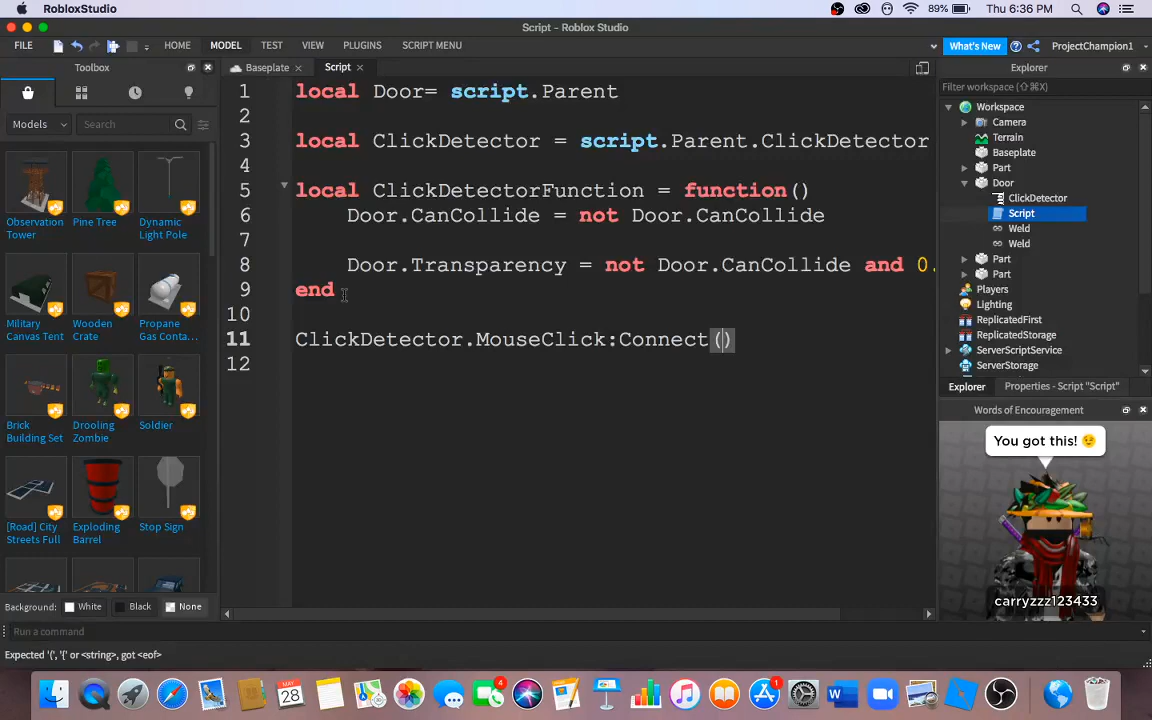 RobloxStudio
89%
Thu 6:36 PM
Script - Roblox Studio
FILE
HOME
MODEL
TEST
VIEW
PLUGINS
SCRIPT MENU
What's New
ProjectChampion1
Toolbox
Baseplate
Script
Explorer
Models
Search
Filter workspace (⇧⌘X)
Observation Tower
Pine Tree
Dynamic Light Pole
Military Canvas Tent
Wooden Crate
Propane Gas Conta...
Brick Building Set
Drooling Zombie
Soldier
[Road] City Streets Full
Exploding Barrel
Stop Sign
Background:
White
Black
None
1 local Door= script.Parent
2
3 local ClickDetector = script.Parent.ClickDetector
4
5 local ClickDetectorFunction = function()
6 Door.CanCollide = not Door.CanCollide
7
8 Door.Transparency = not Door.CanCollide and 0.
9 end
10
11 ClickDetector.MouseClick:Connect()
12
Workspace
Camera
Terrain
Baseplate
Part
Door
ClickDetector
Script
Weld
Weld
Part
Part
Players
Lighting
ReplicatedFirst
ReplicatedStorage
ServerScriptService
ServerStorage
Explorer
Properties - Script "Script"
Words of Encouragement
You got this! 😉
carryzzz123433
Run a command
Expected '(', '{' or <string>, got <eof>
MAY
28
4
1